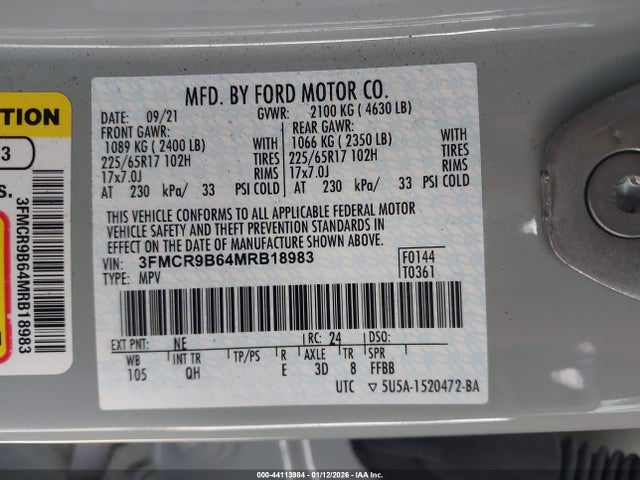 TION
3
s.
3FMCR9B64MRB18983
MFD. BY FORD MOTOR CO.
DATE: 09/21 GVWR: 2100 KG ( 4630 LB)
FRONT GAWR: REAR GAWR:
1089 KG ( 2400 LB) WITH 1066 KG ( 2350 LB) WITH
225/65R17 102H TIRES 225/65R17 102H TIRES
17x7.0J RIMS 17x7.0J RIMS
AT 230 kPa/ 33 PSI COLD AT 230 kPa/ 33 PSI COLD
THIS VEHICLE CONFORMS TO ALL APPLICABLE FEDERAL MOTOR
VEHICLE SAFETY AND THEFT PREVENTION STANDARDS IN
EFFECT ON THE DATE OF MANUFACTURE SHOWN ABOVE.
VIN: 3FMCR9B64MRB18983 F0144
TYPE: MPV T0361
EXT PNT: NE RC: 24 DSO:
WB INT TR TP/PS R AXLE TR SPR
105 QH E 3D 8 FFBB
UTC ▽5U5A-1520472-BA
000-44113984 - 01/12/2026 - IAAI.com